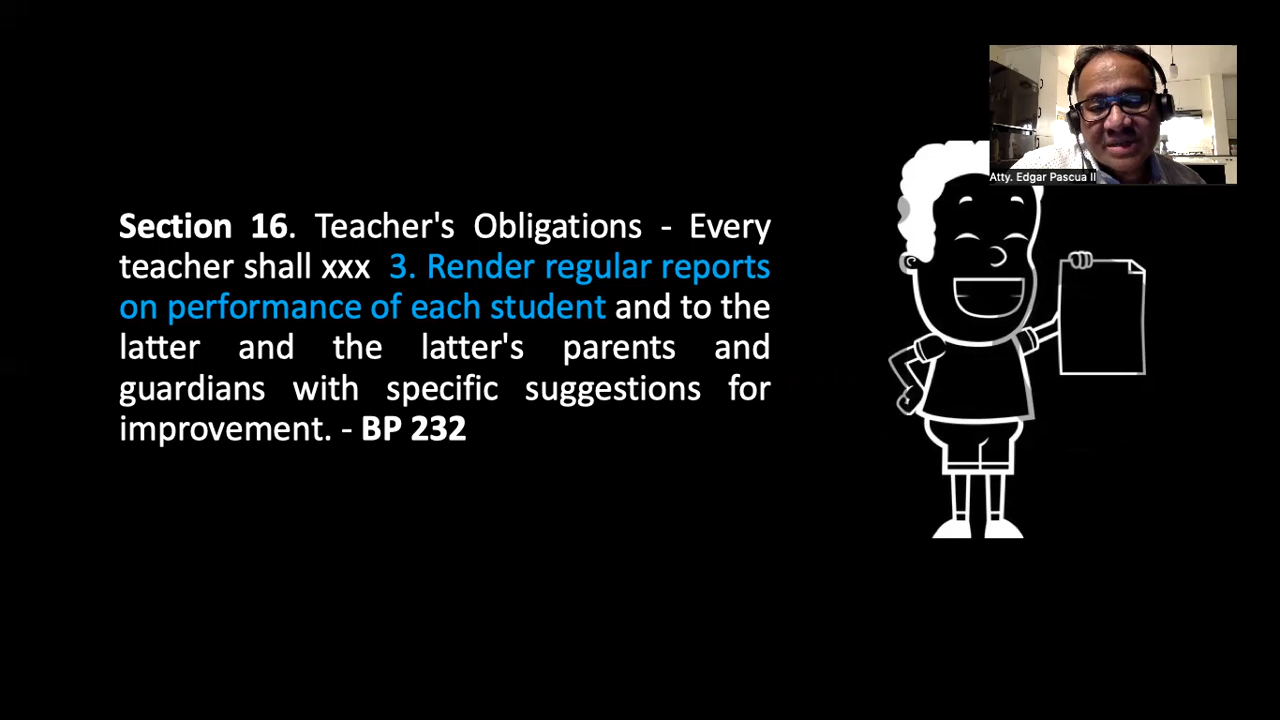 Section 16. Teacher's Obligations - Every
teacher shall xxx 3. Render regular reports
on performance of each student and to the
latter and the latter's parents and
guardians with specific suggestions for
improvement. - BP 232
Atty. Edgar Pascua II